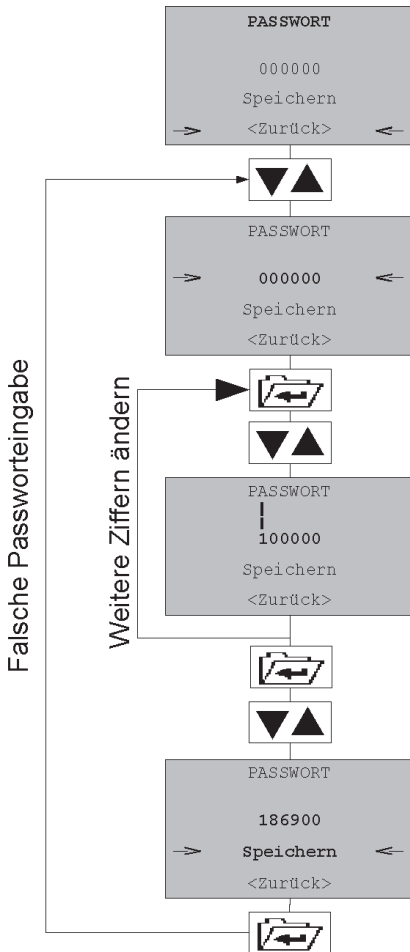 PASSWORT
000000
Speichern
<Zurück>
PASSWORT
000000
Speichern
<Zurück>
PASSWORT
100000
Speichern
<Zurück>
PASSWORT
186900
Speichern
<Zurück>
Falsche Passworteingabe
Weitere Ziffern ändern